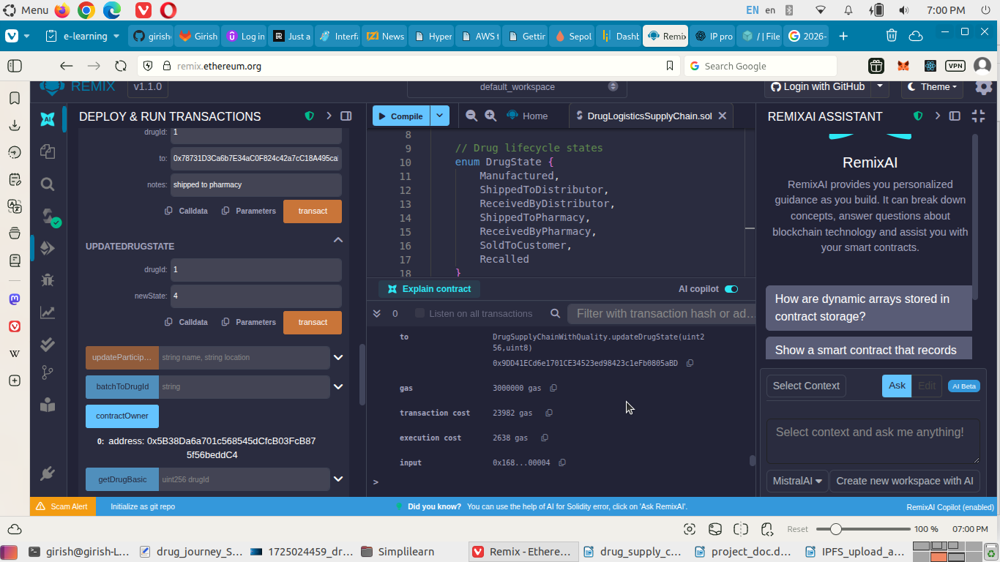 Menu
EN en 7:00 PM
e-learning
girish
Girish
Log in
Just a
Interf
News
Hyper
AWS t
Gettir
Sepol
Dashb
Remix
IP pro
/ | File
2026-
remix.ethereum.org
Search Google
VPN
REMIX v1.1.0
default_workspace
Login with GitHub
Theme
DEPLOY & RUN TRANSACTIONS
drugId: 1
to: 0x78731D3Ca6b7E34aC0F824c42a7cC18A495cal
notes: shipped to pharmacy
Calldata Parameters transact
UPDATEDRUGSTATE
drugId: 1
newState: 4
Calldata Parameters transact
updateParticip... string name, string location
batchToDrugId string
contractOwner
0: address: 0x5B38Da6a701c568545dCfcB03FcB87
5f56beddC4
getDrugBasic uint256 drugId
Compile
Home
DrugLogisticsSupplyChain.sol
8
9 // Drug lifecycle states
10 enum DrugState {
11 Manufactured,
12 ShippedToDistributor,
13 ReceivedByDistributor,
14 ShippedToPharmacy,
15 ReceivedByPharmacy,
16 SoldToCustomer,
17 Recalled
18 }
Explain contract
AI copilot
0 Listen on all transactions
Filter with transaction hash or ad...
to DrugSupplyChainWithQuality.updateDrugState(uint2
56,uint8)
0x9DD41ECd6e1701CE34523ed98423c1eFb0805aBD
gas 3000000 gas
transaction cost 23982 gas
execution cost 2638 gas
input 0x168...00004
>
REMIXAI ASSISTANT
RemixAI
RemixAI provides you personalized
guidance as you build. It can break down
concepts, answer questions about
blockchain technology and assist you with
your smart contracts.
How are dynamic arrays stored in
contract storage?
Show a smart contract that records
Select Context
Ask Edit AI Beta
Select context and ask me anything!
MistralAI Create new workspace with AI
Scam Alert
Initialize as git repo
Did you know? You can use the help of AI for Solidity error, click on 'Ask RemixAI'.
RemixAI Copilot (enabled)
Reset 100 % 07:00 PM
girish@girish-L...
drug_journey_S...
1725024459_dr...
Simplilearn
Remix - Ethere...
drug_supply_c...
project_doc.d...
IPFS_upload_a...